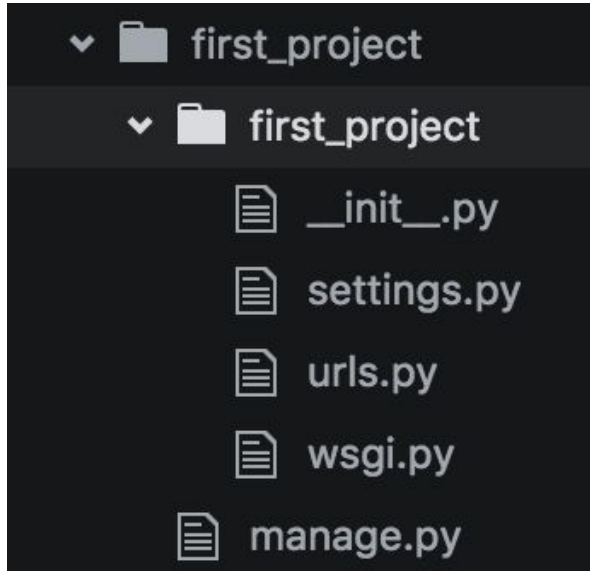 first_project
first_project
__init__.py
settings.py
urls.py
wsgi.py
manage.py